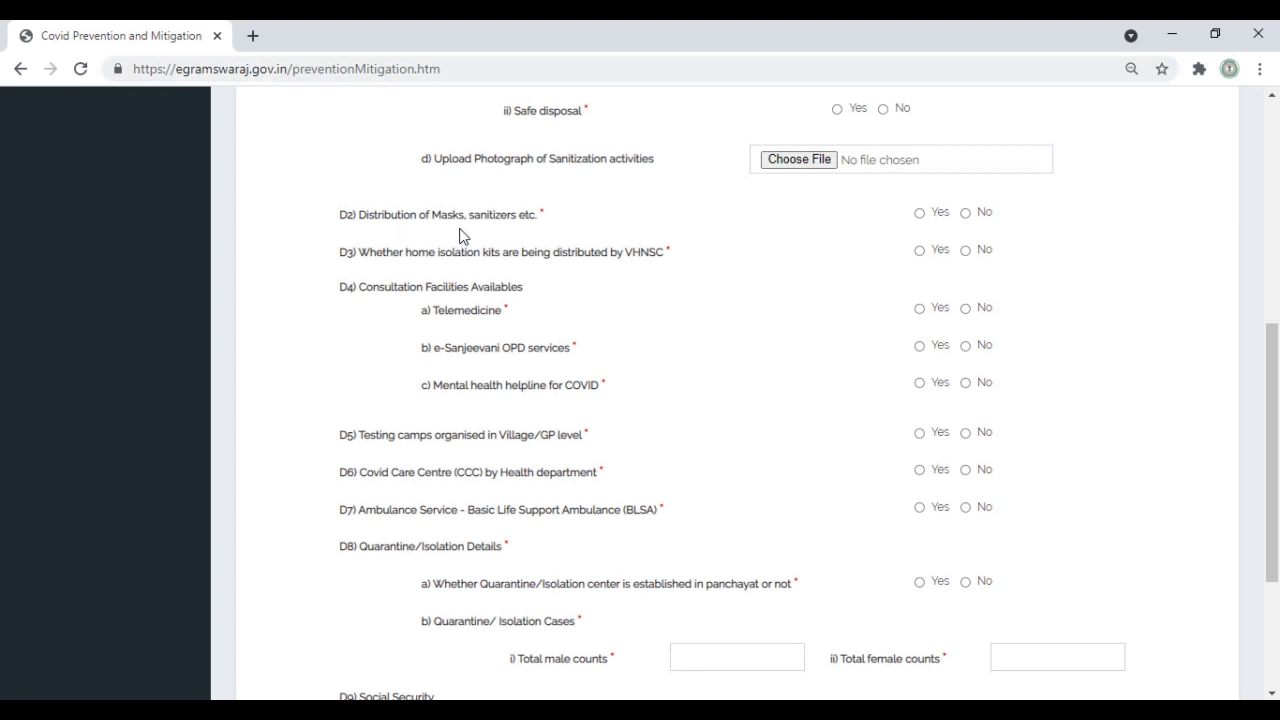 Covid Prevention and Mitigation
https://egramswaraj.gov.in/preventionMitigation.htm
ii) Safe disposal * Yes No
d) Upload Photograph of Sanitization activities Choose File No file chosen
D2) Distribution of Masks, sanitizers etc. * Yes No
D3) Whether home isolation kits are being distributed by VHNSC * Yes No
D4) Consultation Facilities Available
a) Telemedicine * Yes No
b) e-Sanjeevani OPD services * Yes No
c) Mental health helpline for COVID * Yes No
D5) Testing camps organised in Village/GP level * Yes No
D6) Covid Care Centre (CCC) by Health department * Yes No
D7) Ambulance Service - Basic Life Support Ambulance (BLSA) * Yes No
D8) Quarantine/Isolation Details *
a) Whether Quarantine/Isolation center is established in panchayat or not * Yes No
b) Quarantine/ Isolation Cases *
i) Total male counts * ii) Total female counts *
D9) Social Security